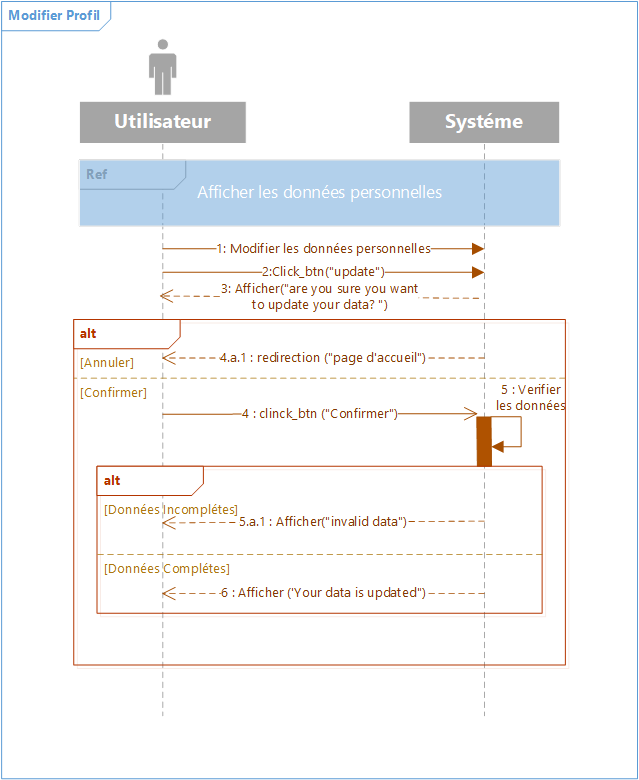 Modifier Profil
Utilisateur
Systéme
Ref
Afficher les données personnelles
1: Modifier les données personnelles
2:Click_btn("update")
3: Afficher("are you sure you want
to update your data? ")
alt
[Annuler]
4.a.1 : redirection ("page d'accueil")
[Confirmer]
5 : Verifier
les données
4 : clinck_btn ("Confirmer")
alt
[Données Incomplétes]
5.a.1 : Afficher("invalid data")
[Données Complétes]
6 : Afficher ('Your data is updated")